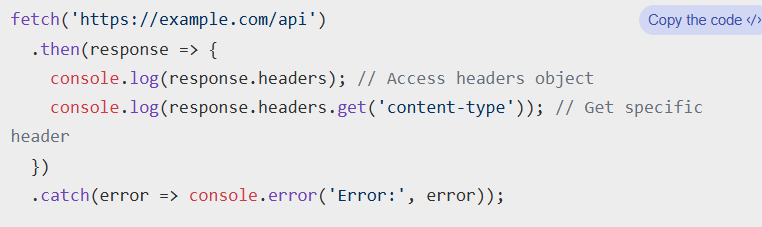 fetch('https://example.com/api')
Copy the code </>
.then(response => {
console.log(response.headers); // Access headers object
console.log(response.headers.get('content-type')); // Get specific
header
})
.catch(error => console.error('Error:', error));